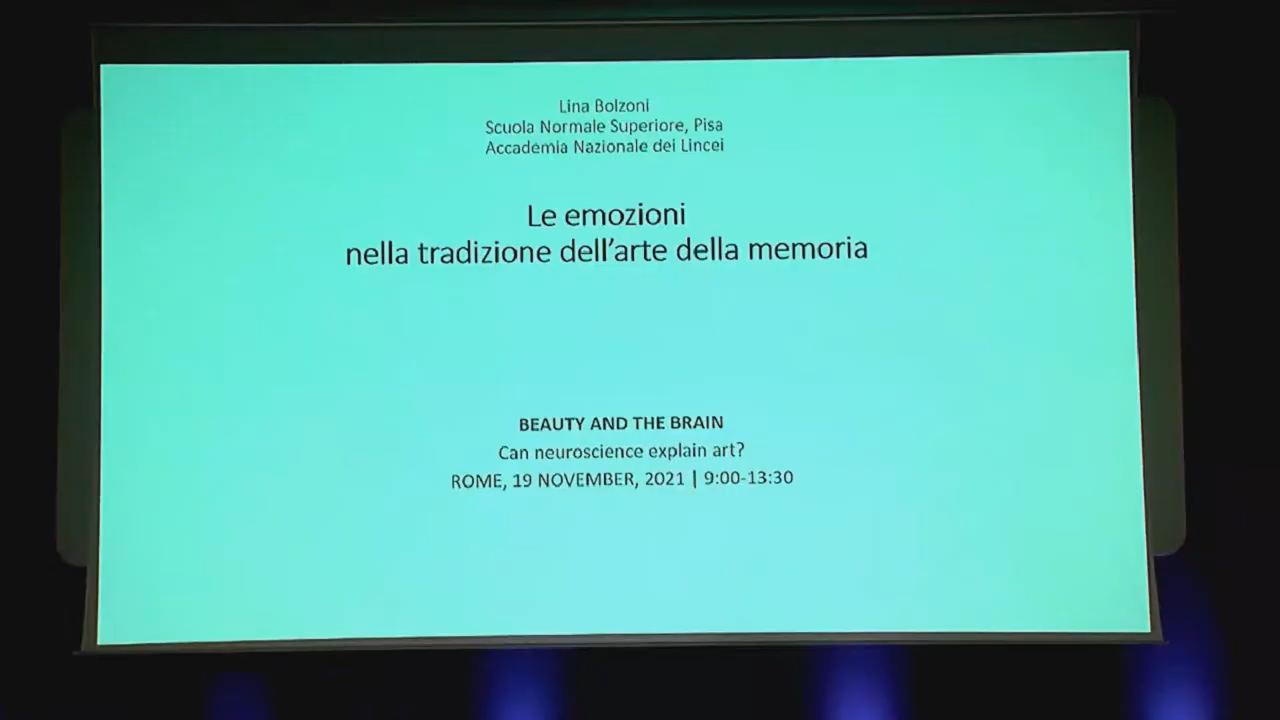 Lina Bolzoni
Scuola Normale Superiore, Pisa
Accademia Nazionale dei Lincei
Le emozioni
nella tradizione dell'arte della memoria
BEAUTY AND THE BRAIN
Can neuroscience explain art?
ROME, 19 NOVEMBER, 2021 | 9:00-13:30